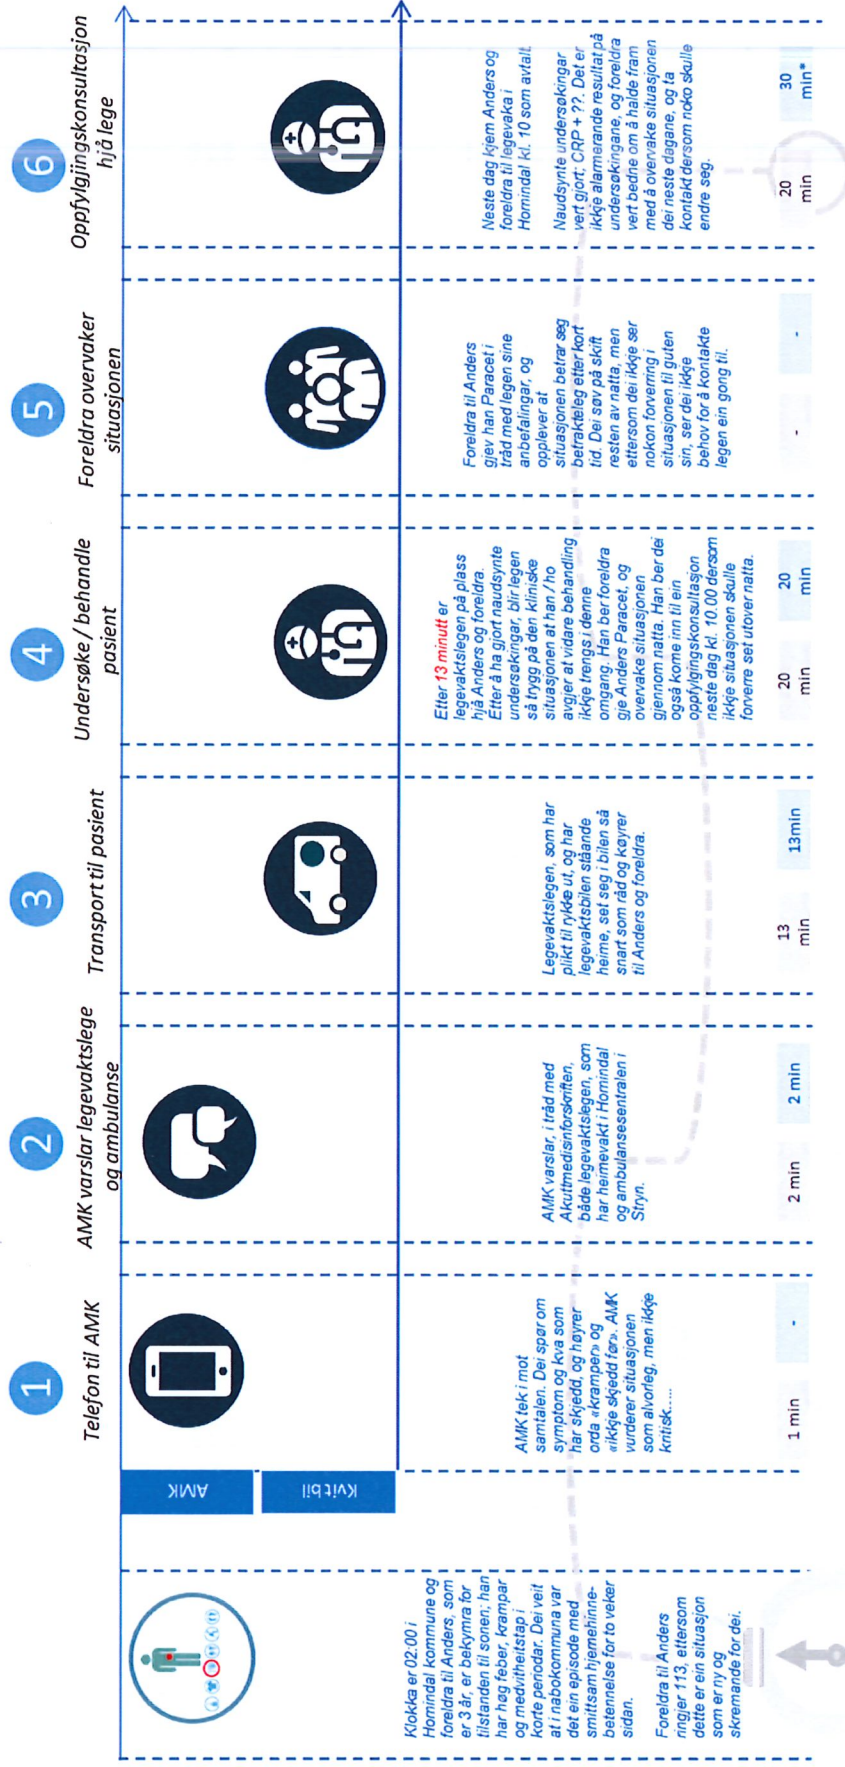 Klokka er 02:00 i
Hornindal Kommune og
foreldra til Anders, som
er 3 år, er bekymra for
tilstanden til sonen; han
har høg feber, krampar
og medvitheitstap i
korte periodar. Dei veit
at i nabokommuna var
det ein episode med
smittsam hjernehinne-
betennelse for to veker
sidan.
Foreldra til Anders
ringjer 113, ettersom
dette er ein situasjon
som er ny og
skremande for dei.
AMK
Kvit bil
1
Telefon til AMK
AMK tek i mot
samtalen. Dei spør om
symptom og kva som
har skjedd, og høyrer
orda «kramper» og
«ikkje skjedd før». AMK
vurderer situasjonen
som alvorleg, men ikkje
kritisk.....
1 min
-
2
AMK varslar legevaktslege
og ambulanse
AMK varslar, i tråd med
Akuttmedisinforskriften,
både legevaktslegen, som
har heimevakt i Hornindal
og ambulansesentralen i
Stryn.
2 min
2 min
3
Transport til pasient
Legevaktslegen, som har
plikt til rykke ut, og har
legevaktsbilen ståande
heime, set seg i bilen så
snart som råd og køyrer
til Anders og foreldra.
13
min
13min
4
Undersøke / behandle
pasient
Etter 13 minutt er
legevaktslegen på plass
hjå Anders og foreldra.
Etter å ha gjort naudsynte
undersøkingar, blir legen
så trygg på den kliniske
situasjonen at han / ho
avgjer at vidare behandling
ikkje trengs i denne
omgang. Han ber foreldra
gje Anders Paracet, og
overvake situasjonen
gjennom natta. Han ber dei
også kome inn til ein
oppfylgingskonsultasjon
neste dag kl. 10.00 dersom
ikkje situasjonen skulle
forverre set utover natta.
20
min
20
min
5
Foreldra overvaker
situasjonen
Foreldra til Anders
gjev han Paracet i
tråd med legen sine
anbefalingar, og
opplever at
situasjonen betrar seg
betrakteleg etter kort
tid. Dei søv på skift
resten av natta, men
ettersom dei ikkje ser
nokon forverring i
situasjonen til guten
sin, ser dei ikkje
behov for å kontakte
legen ein gong til.
-
-
6
Oppfylgjingskonsultasjon
hjå lege
Neste dag kjem Anders og
foreldra til legevaka i
Hornindal kl. 10 som avtalt.
Naudsynte undersøkingar
vert gjort; CRP + ??. Det er
ikkje alarmerande resultat på
undersøkingane, og foreldra
vert bedne om å halde fram
med å overvake situasjonen
dei neste dagane, og ta
kontakt dersom noko skulle
endre seg.
20
min
30
min*